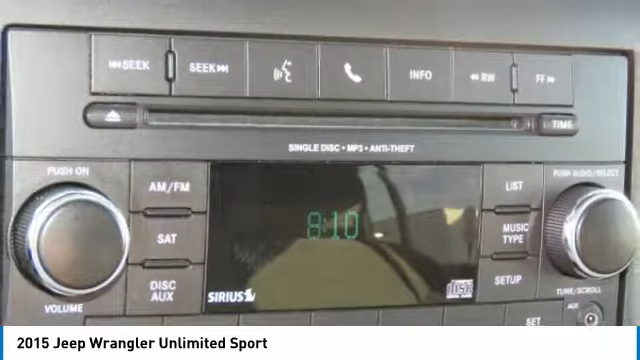 ⏮SEEK
SEEK⏭
INFO
◀◀ RW
FF ▶▶
TIME
SINGLE DISC • MP3 • ANTI-THEFT
PUSH ON
VOLUME
AM/FM
SAT
DISC
AUX
8:10
SIRIUS
LIST
MUSIC
TYPE
SETUP
PUSH AUDIO/SELECT
TUNE/SCROLL
AUX
SET
2015 Jeep Wrangler Unlimited Sport